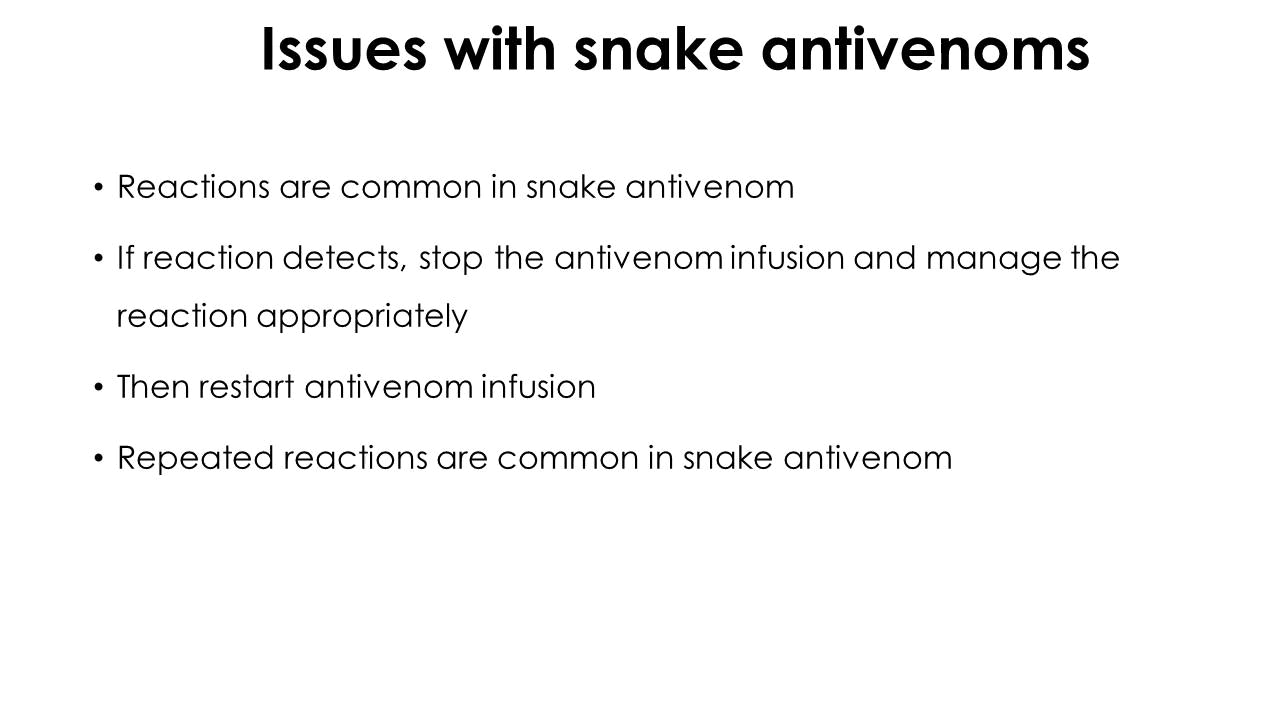 Issues with snake antivenoms
• Reactions are common in snake antivenom
• If reaction detects, stop the antivenom infusion and manage the
reaction appropriately
• Then restart antivenom infusion
• Repeated reactions are common in snake antivenom